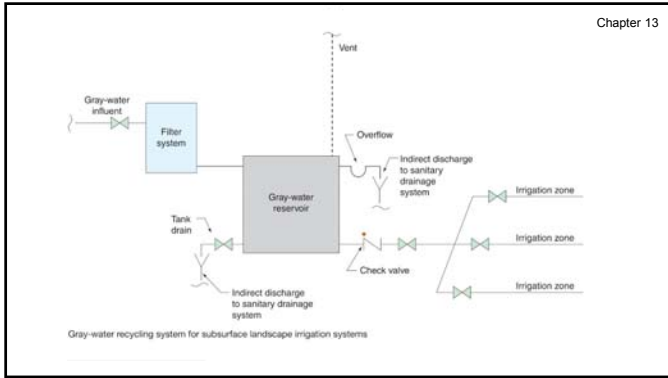 Chapter 13
Vent
Gray-water
influent
Filter
system
Overflow
Indirect discharge
to sanitary
drainage
system
Gray-water
reservoir
Irrigation zone
Tank
drain
Irrigation zone
Check valve
Irrigation zone
Indirect discharge
to sanitary drainage
system
Gray-water recycling system for subsurface landscape irrigation systems